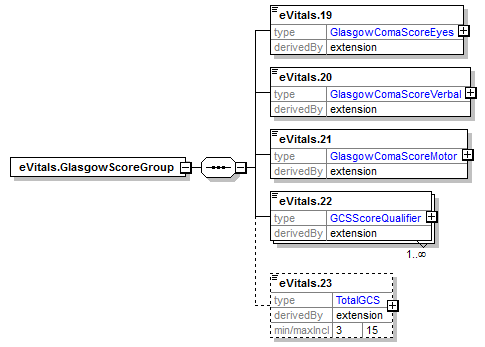 eVitals.19
type GlasgowComaScoreEyes
derivedBy extension
eVitals.20
type GlasgowComaScoreVerbal
derivedBy extension
eVitals.21
type GlasgowComaScoreMotor
derivedBy extension
eVitals.GlasgowScoreGroup
eVitals.22
type GCSScoreQualifier
derivedBy extension
1..∞
eVitals.23
type TotalGCS
derivedBy extension
min/maxIncl 3 15